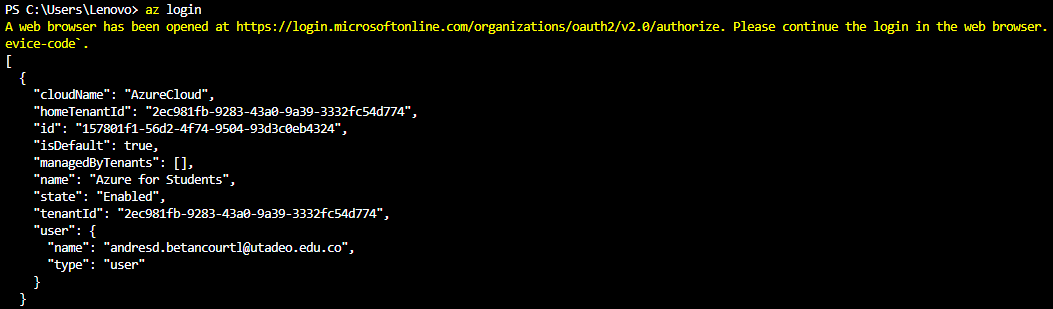 PS C:\Users\Lenovo> az login
A web browser has been opened at https://login.microsoftonline.com/organizations/oauth2/v2.0/authorize. Please continue the login in the web browser.
evice-code`.
[
  {
    "cloudName": "AzureCloud",
    "homeTenantId": "2ec981fb-9283-43a0-9a39-3332fc54d774",
    "id": "157801f1-56d2-4f74-9504-93d3c0eb4324",
    "isDefault": true,
    "managedByTenants": [],
    "name": "Azure for Students",
    "state": "Enabled",
    "tenantId": "2ec981fb-9283-43a0-9a39-3332fc54d774",
    "user": {
      "name": "andresd.betancourtl@utadeo.edu.co",
      "type": "user"
    }
  }